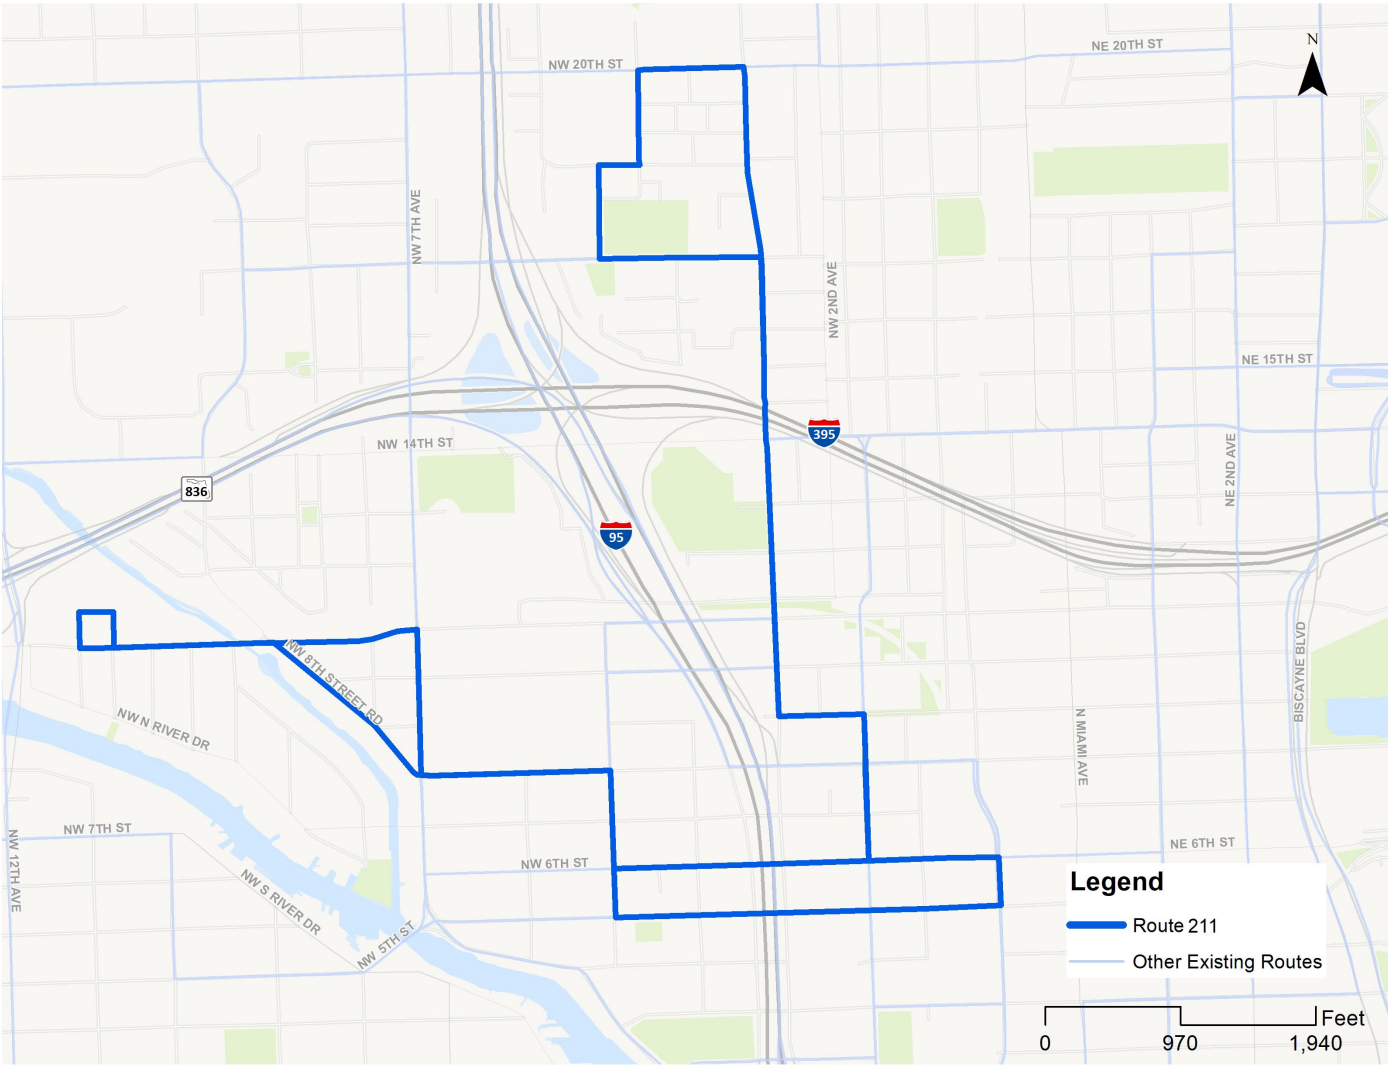 NE 20TH ST
N
NW 20TH ST
NW 7TH AVE
NW 2ND AVE
NE 15TH ST
395
NW 14TH ST
NE 2ND AVE
836
95
NW 8TH STREET RD
BISCAYNE BLVD
NW N RIVER DR
N MIAMI AVE
NW 7TH ST
NW 12TH AVE
NW 6TH ST
NE 6TH ST
NW S RIVER DR
NW 5TH ST
Legend
Route 211
Other Existing Routes
Feet
0 970 1,940